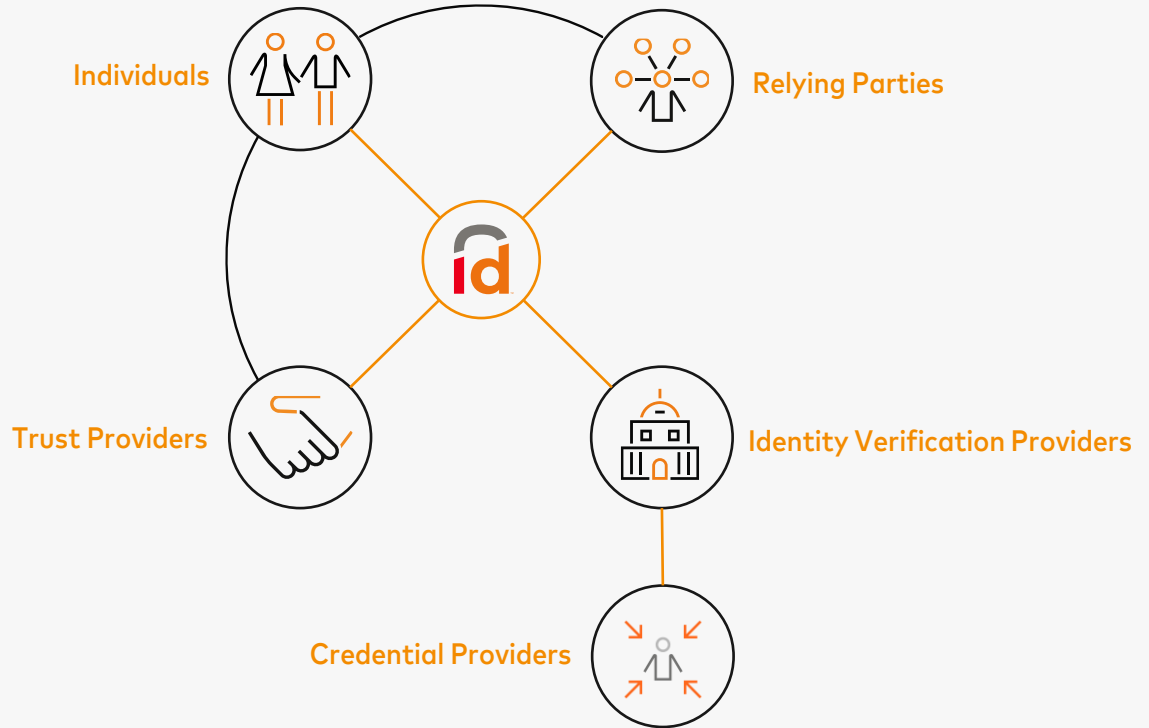 Individuals
Relying Parties
id
Trust Providers
Identity Verification Providers
Credential Providers